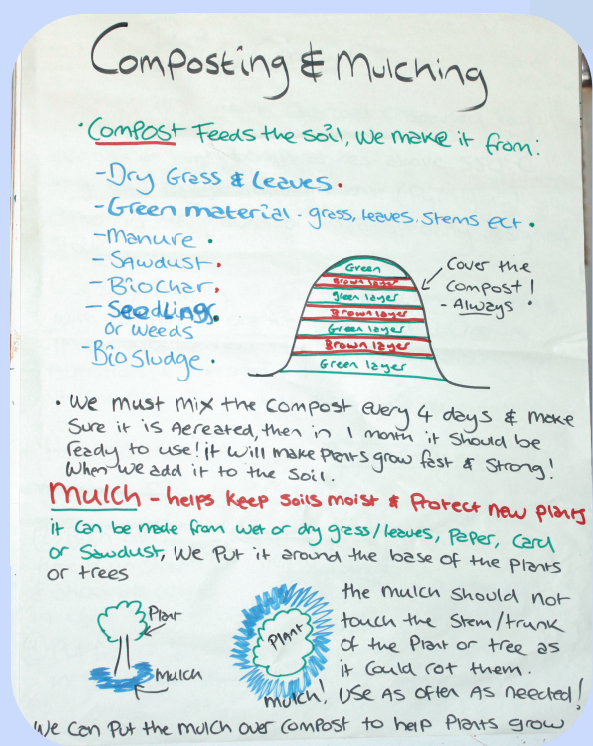 Composting & Mulching
• Compost Feeds the soil, We make it from:
- Dry Grass & Leaves.
- Green material - grass, leaves, stems ect.
- Manure.
- Sawdust.
- BioChar.
- Seedlings.
or weeds
- Bio Sludge.
Green
Brown layer
green layer
Brown layer
Green layer
Brown layer
Green layer
Cover the
Compost!
- Always
• We must mix the compost every 4 days & make
Sure it is Aereated, then in 1 month it should be
ready to use! it will make plants grow fast & Strong!
When we add it to the soil.
Mulch - helps keep soils moist & Protect new plants
it can be made from wet or dry gass/leaves, Paper, Card
or Sawdust, We Put it around the base of the plants
or trees
Plant
Mulch
Plant
mulch!
the mulch should not
touch the stem/trunk
of the Plant or tree as
it could rot them.
Use As often As needed!
We can Put the mulch over compost to help Plants grow